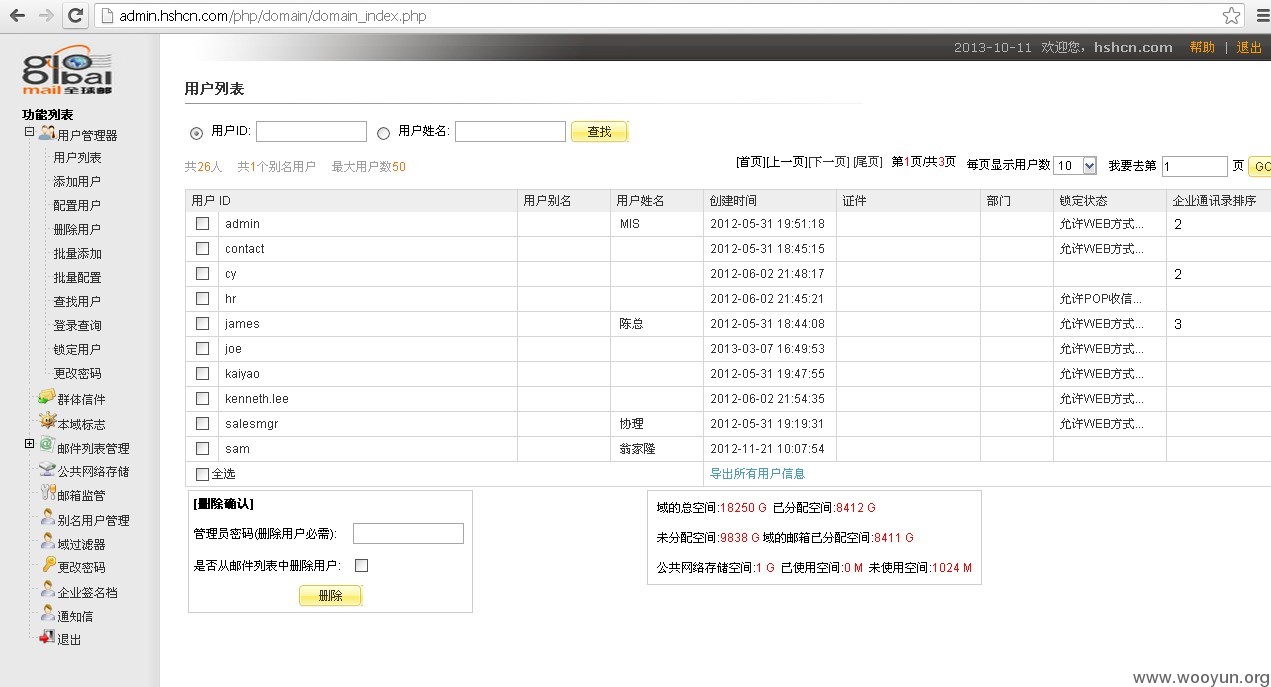 admin.hshcn.com/php/domain/domain_index.php
2013-10-11 欢迎您，hshcn.com 帮助 | 退出
global
mail 全球邮
功能列表
用户管理器
用户列表
添加用户
配置用户
删除用户
批量添加
批量配置
查找用户
登录查询
锁定用户
更改密码
群体信件
本域标志
邮件列表管理
公共网络存储
邮箱监管
别名用户管理
域过滤器
更改密码
企业签名档
通知信
退出
用户列表
用户ID: 用户姓名: 查找
共26人 共1个别名用户 最大用户数50
[首页][上一页][下一页] [尾页] 第1页/共3页 每页显示用户数 10 我要去第 1 页 GO
用户 ID 用户别名 用户姓名 创建时间 证件 部门 锁定状态 企业通讯录排序
admin MIS 2012-05-31 19:51:18 允许WEB方式... 2
contact 2012-05-31 18:45:15 允许WEB方式...
cy 2012-06-02 21:48:17 2
hr 2012-06-02 21:45:21 允许POP收信...
james 陈总 2012-05-31 18:44:08 允许WEB方式... 3
joe 2013-03-07 16:49:53 允许WEB方式...
kaiyao 2012-05-31 19:47:55 允许WEB方式...
kenneth.lee 2012-06-02 21:54:35 允许WEB方式...
salesmgr 协理 2012-05-31 19:19:31 允许WEB方式...
sam 翁家隆 2012-11-21 10:07:54
全选 导出所有用户信息
[删除确认]
管理员密码(删除用户必需):
是否从邮件列表中删除用户:
删除
域的总空间:18250 G 已分配空间:8412 G
未分配空间:9838 G 域的邮箱已分配空间:8411 G
公共网络存储空间:1 G 已使用空间:0 M 未使用空间:1024 M
www.wooyun.org